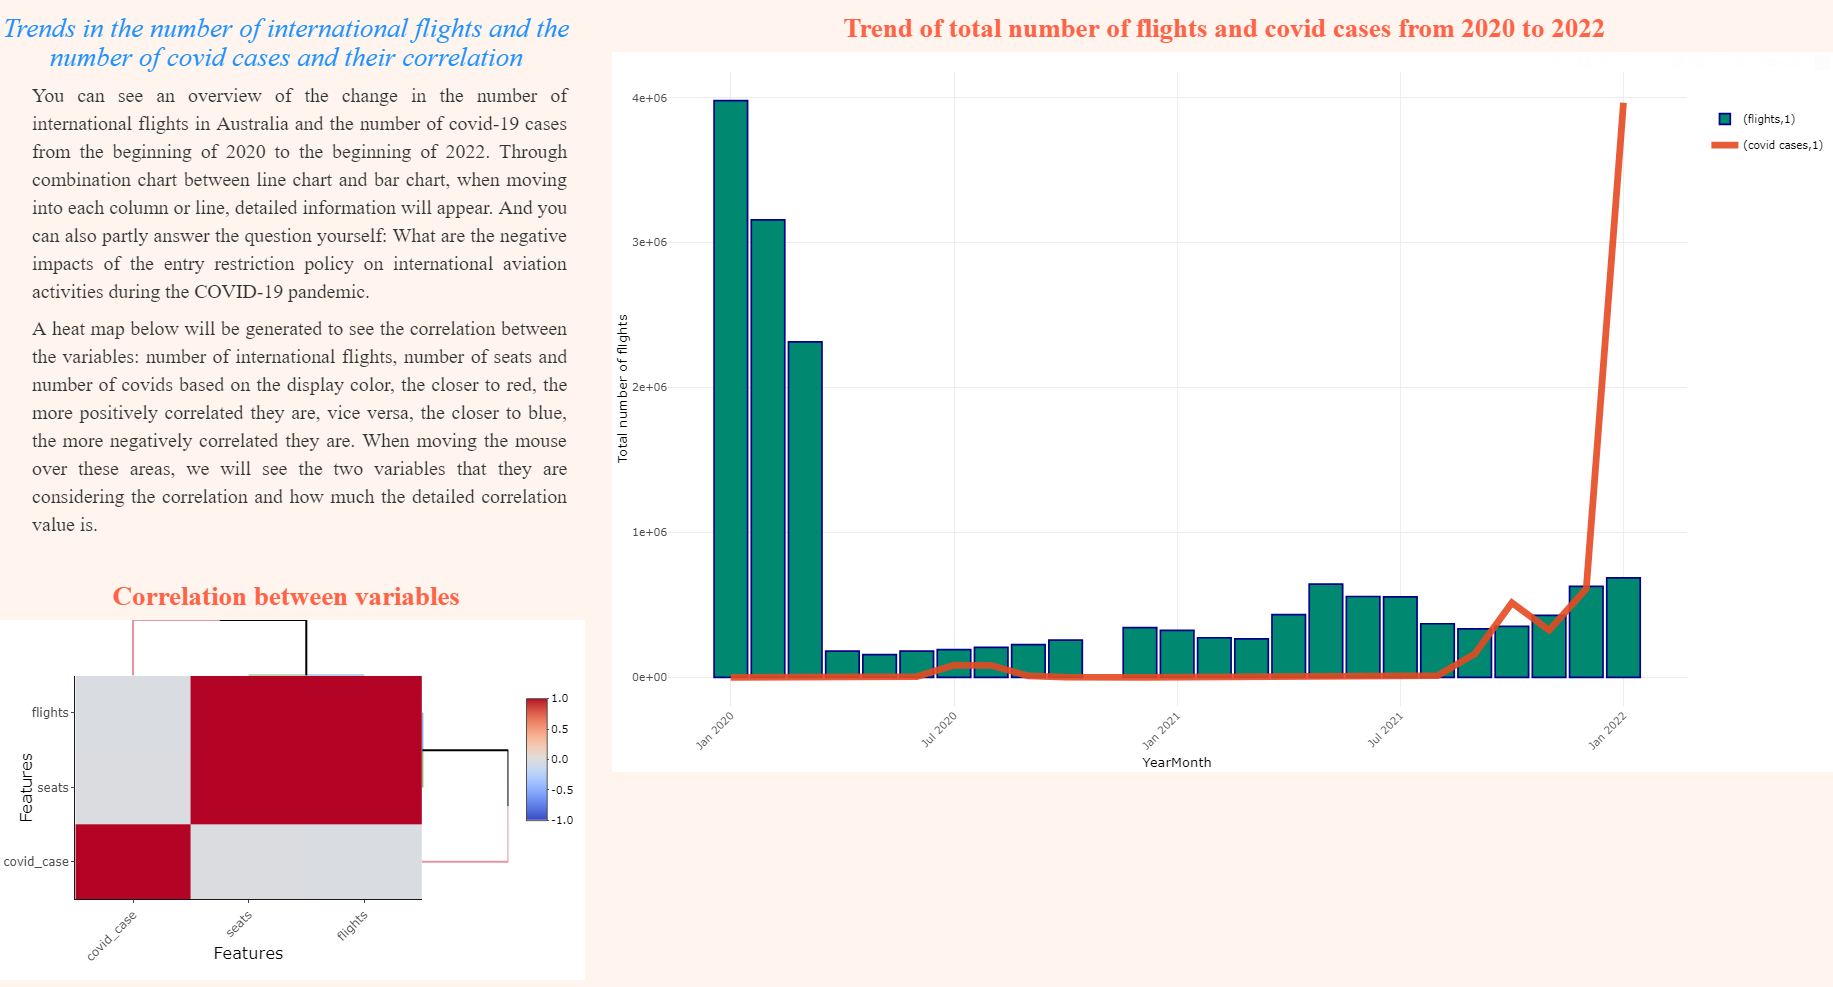 Trends in the number of international flights and the
number of covid cases and their correlation
You can see an overview of the change in the number of
international flights in Australia and the number of covid-19 cases
from the beginning of 2020 to the beginning of 2022. Through
combination chart between line chart and bar chart, when moving
into each column or line, detailed information will appear. And you
can also partly answer the question yourself: What are the negative
impacts of the entry restriction policy on international aviation
activities during the COVID-19 pandemic.
A heat map below will be generated to see the correlation between
the variables: number of international flights, number of seats and
number of covids based on the display color, the closer to red, the
more positively correlated they are, vice versa, the closer to blue,
the more negatively correlated they are. When moving the mouse
over these areas, we will see the two variables that they are
considering the correlation and how much the detailed correlation
value is.
Correlation between variables
Features
flights
seats
covid_case
covid_case
seats
flights
Features
1.0
0.5
0.0
-0.5
-1.0
Trend of total number of flights and covid cases from 2020 to 2022
Total number of flights
4e+06
3e+06
2e+06
1e+06
0e+00
Jan 2020
Jul 2020
Jan 2021
Jul 2021
Jan 2022
YearMonth
(flights,1)
(covid cases,1)